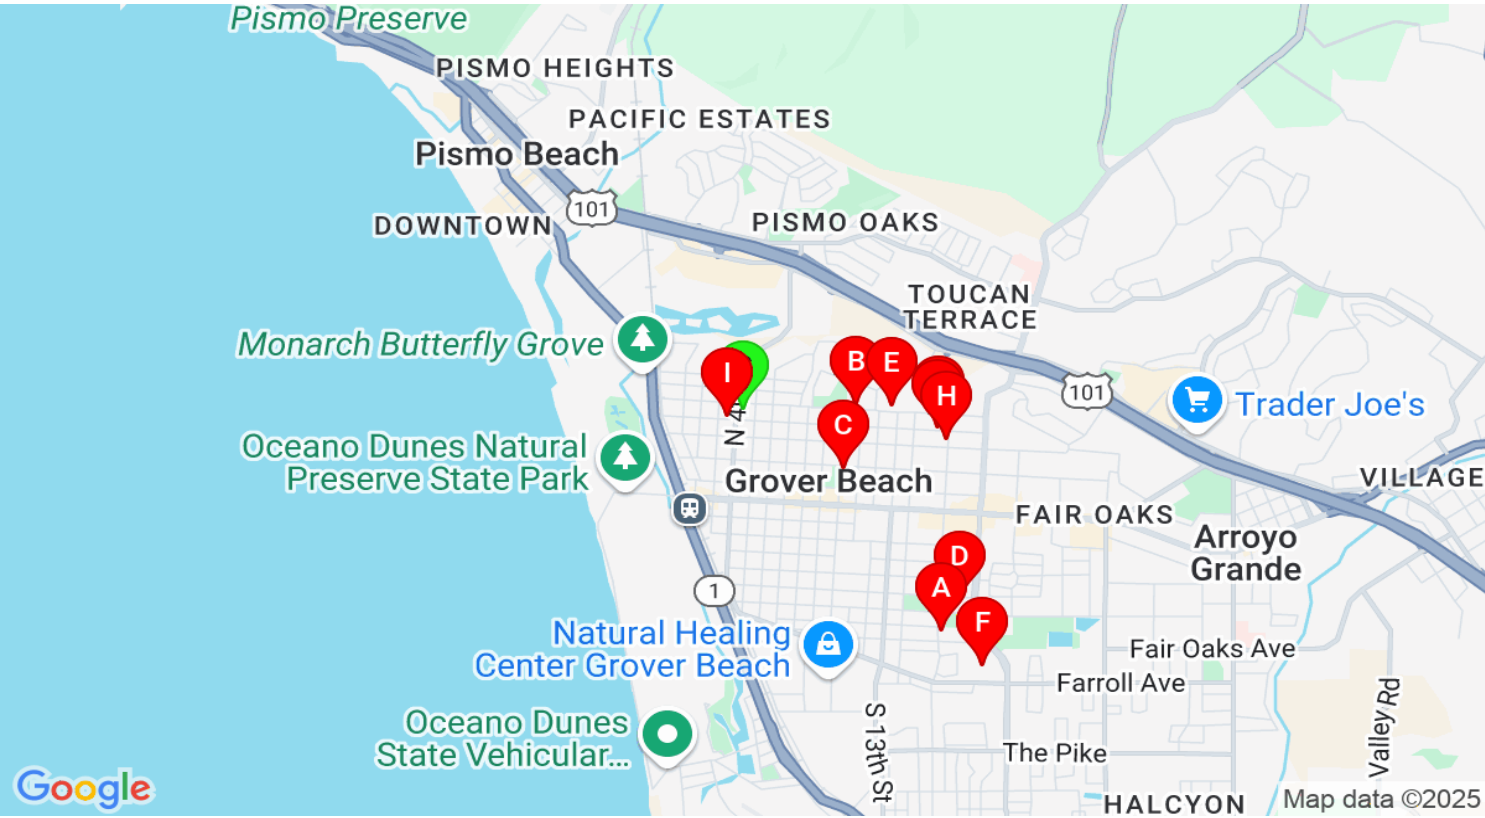 Pismo Preserve
PISMO HEIGHTS
PACIFIC ESTATES
Pismo Beach
101
DOWNTOWN
PISMO OAKS
TOUCAN
TERRACE
Monarch Butterfly Grove
I
B
E
H
101
Trader Joe's
C
N 4
Oceano Dunes Natural
Preserve State Park
Grover Beach
VILLAGE
FAIR OAKS
Arroyo
Grande
D
A
1
F
Natural Healing
Center Grover Beach
Fair Oaks Ave
Farroll Ave
Oceano Dunes
State Vehicular...
S 13th St
Valley Rd
The Pike
Google
HALCYON
Map data ©2025